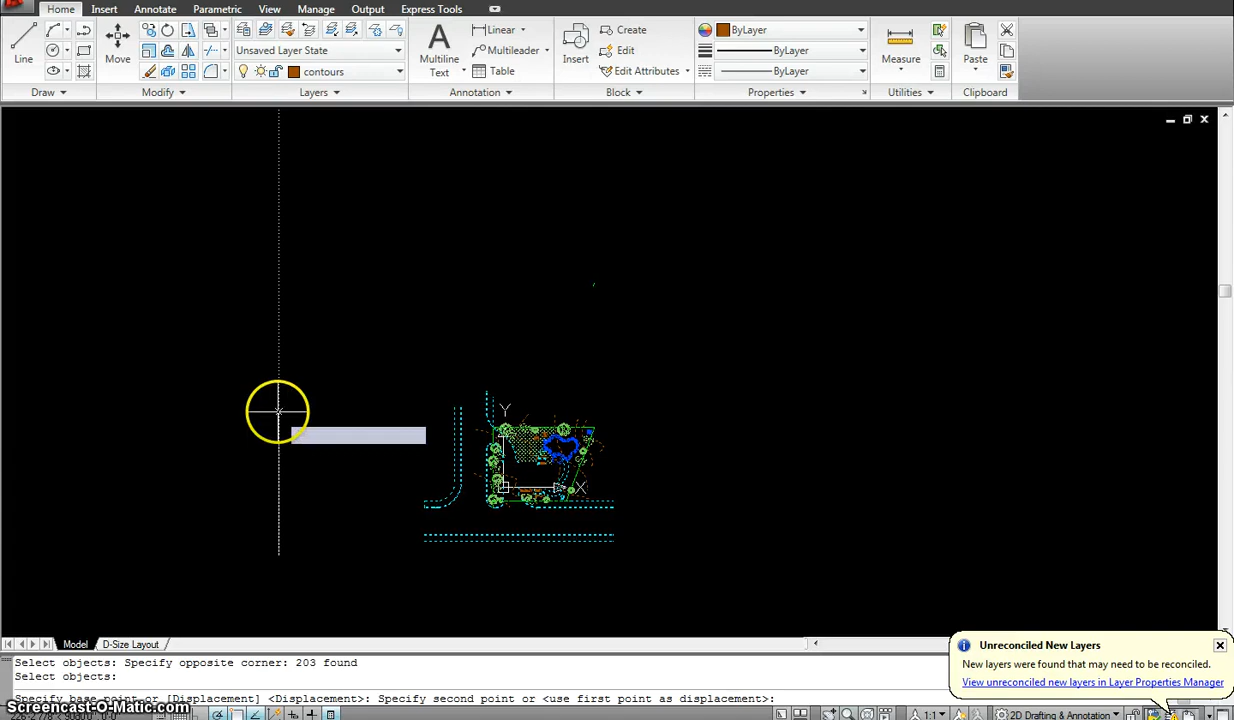 Home Insert Annotate Parametric View Manage Output Express Tools
Linear Create ByLayer
Line Move Unsaved Layer State Multiline Text Multileader Insert Edit ByLayer Measure Paste
contours Table Edit Attributes ByLayer
Draw Modify Layers Annotation Block Properties Utilities Clipboard
Y
X
Model D-Size Layout
Unreconciled New Layers
New layers were found that may need to be reconciled.
View unreconciled new layers in Layer Properties Manager
Select objects: Specify opposite corner: 203 found
Select objects:
Specify base point or [Displacement] <Displacement>: Specify second point or <use first point as displacement>:
Screencast-O-Matic.com
1:1 2D Drafting & Annotation